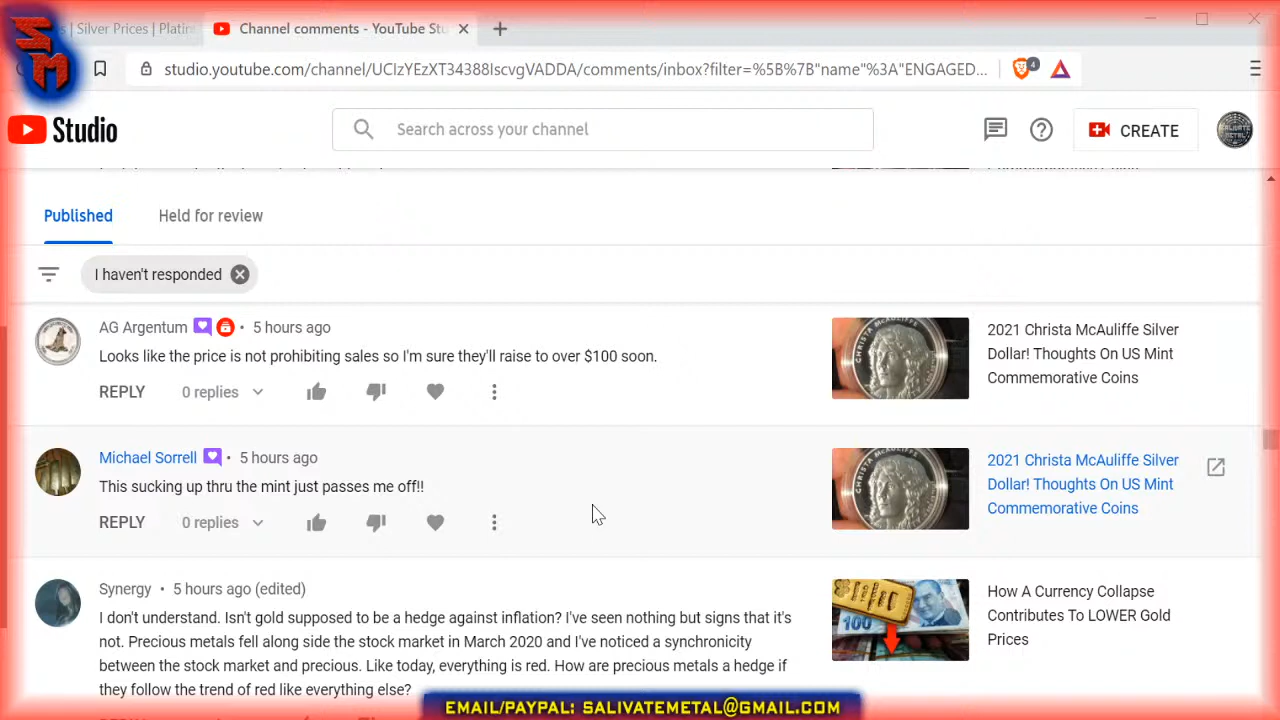 SM
| Silver Prices | Platin
Channel comments - YouTube Stu
studio.youtube.com/channel/UCIzYEzXT34388IscvgVADDA/comments/inbox?filter=%5B%7B"name"%3A"ENGAGED...
4
Studio
Search across your channel
CREATE
Published
Held for review
I haven't responded
AG Argentum • 5 hours ago
Looks like the price is not prohibiting sales so I'm sure they'll raise to over $100 soon.
REPLY 0 replies
2021 Christa McAuliffe Silver
Dollar! Thoughts On US Mint
Commemorative Coins
CHRISTA MCAULIFFE
Michael Sorrell • 5 hours ago
This sucking up thru the mint just passes me off!!
REPLY 0 replies
2021 Christa McAuliffe Silver
Dollar! Thoughts On US Mint
Commemorative Coins
CHRISTA MCAULIFFE
Synergy • 5 hours ago (edited)
I don't understand. Isn't gold supposed to be a hedge against inflation? I've seen nothing but signs that it's
not. Precious metals fell along side the stock market in March 2020 and I've noticed a synchronicity
between the stock market and precious. Like today, everything is red. How are precious metals a hedge if
they follow the trend of red like everything else?
100
How A Currency Collapse
Contributes To LOWER Gold
Prices
EMAIL/PAYPAL: SALIVATEMETAL@GMAIL.COM